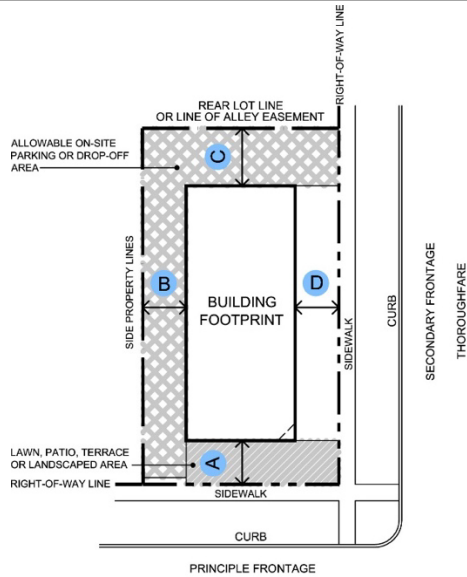 RIGHT-OF-WAY LINE
REAR LOT LINE
OR LINE OF ALLEY EASEMENT
ALLOWABLE ON-SITE
PARKING OR DROP-OFF
AREA
C
SIDE PROPERTY LINES
B
BUILDING
FOOTPRINT
D
SIDEWALK
CURB
SECONDARY FRONTAGE
THOROUGHFARE
LAWN, PATIO, TERRACE
OR LANDSCAPED AREA
A
RIGHT-OF-WAY LINE
SIDEWALK
CURB
PRINCIPLE FRONTAGE